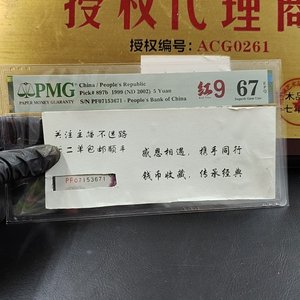 授权代理商
授权编号：ACG0261
PMG
PAPER MONEY GUARANTY
China / People's Republic
Pick# 897b 1999 (ND 2002) 5 Yuan
S/N PF07153671 - People's Bank of China
红9
67
Superb Gem Unc
EPQ
关注主播不迷路
二单包邮顺丰
感恩相遇，携手同行
钱币收藏，传承经典
PF07153671